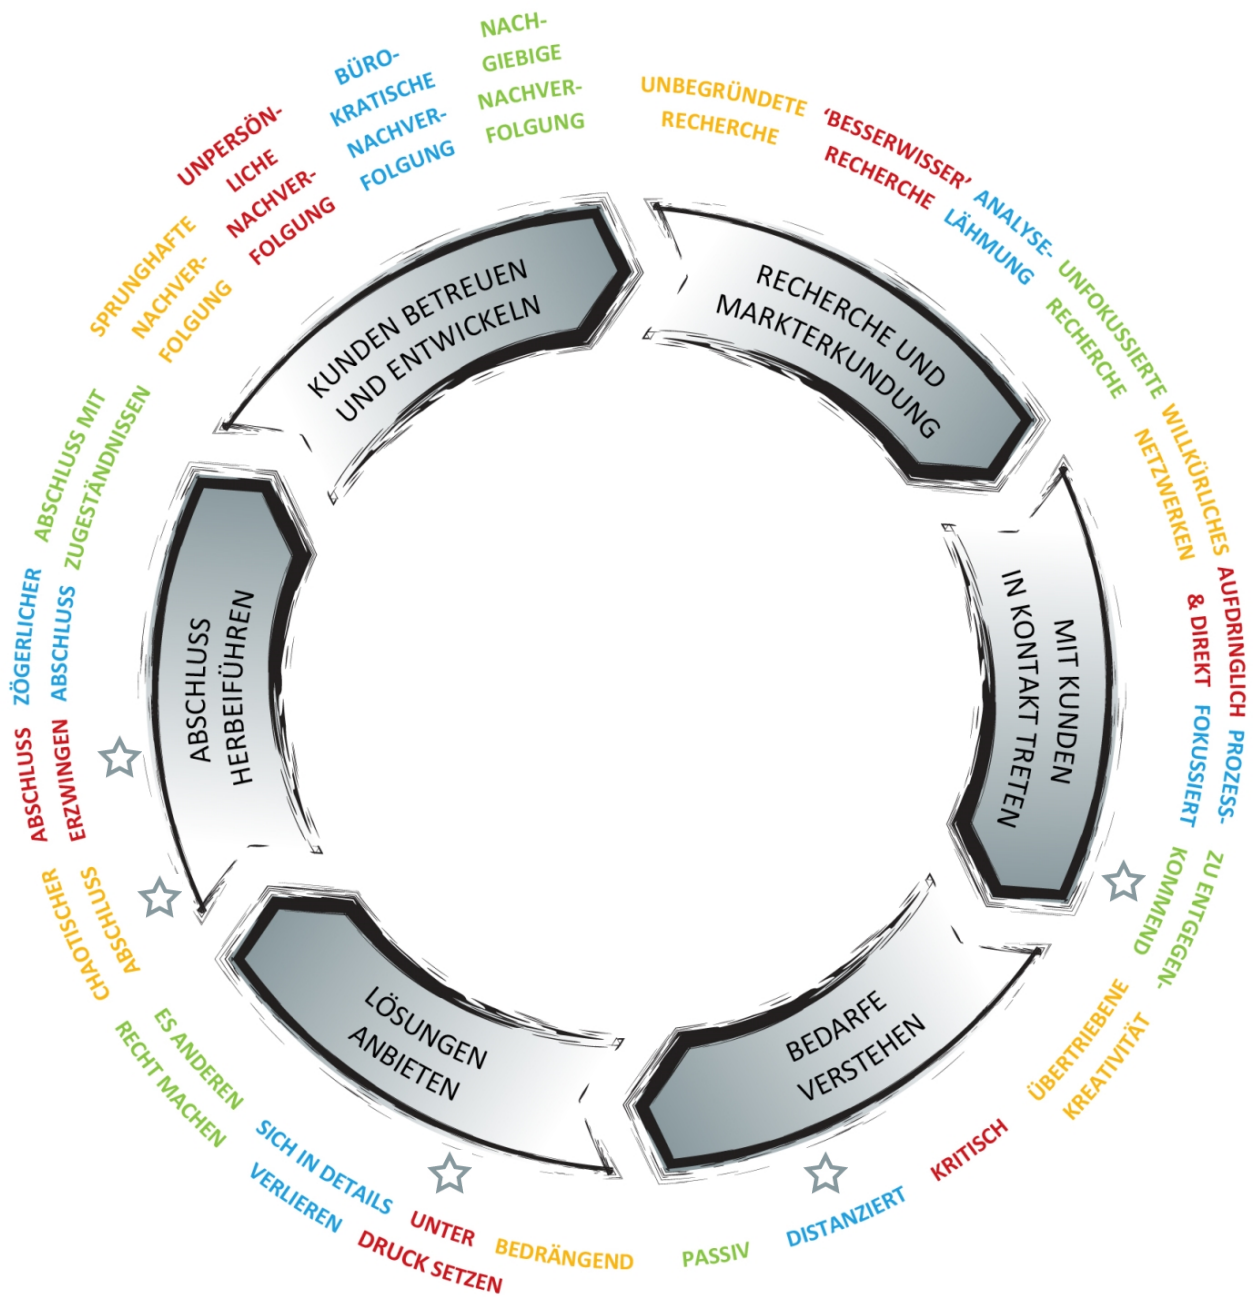 UNBEGRÜNDETE
RECHERCHE
‘BESSERWISSER’
RECHERCHE
ANALYSE-
LÄHMUNG
UNFOKUSSIERTE
RECHERCHE
RECHERCHE UND
MARKTERKUNDUNG
WILLKÜRLICHES
NETZWERKEN
AUFDRINGLICH
& DIREKT
PROZESS-
FOKUSSIERT
ZU ENTGEGEN-
KOMMEND
MIT KUNDEN
IN KONTAKT TRETEN
ÜBERTRIEBENE
KREATIVITÄT
KRITISCH
DISTANZIERT
PASSIV
BEDARFE
VERSTEHEN
BEDRÄNGEND
UNTER
DRUCK SETZEN
SICH IN DETAILS
VERLIEREN
ES ANDEREN
RECHT MACHEN
LÖSUNGEN
ANBIETEN
CHAOTISCHER
ABSCHLUSS
ABSCHLUSS
ERZWINGEN
ZÖGERLICHER
ABSCHLUSS
ABSCHLUSS MIT
ZUGESTÄNDNISSEN
ABSCHLUSS
HERBEIFÜHREN
SPRUNGHAFTE
NACHVER-
FOLGUNG
UNPERSÖN-
LICHE
NACHVER-
FOLGUNG
BÜRO-
KRATISCHE
NACHVER-
FOLGUNG
NACH-
GIEBIGE
NACHVER-
FOLGUNG
KUNDEN BETREUEN
UND ENTWICKELN